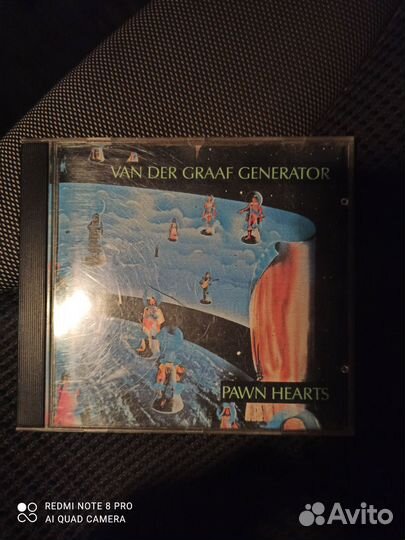 VAN DER GRAAF GENERATOR
PAWN HEARTS
REDMI NOTE 8 PRO
AI QUAD CAMERA
Avito